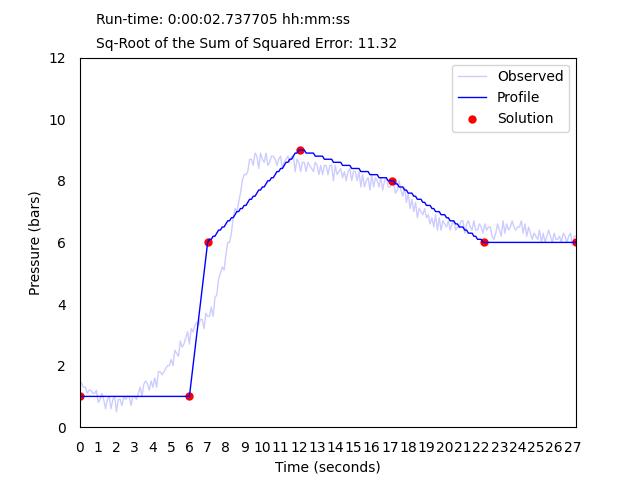 Run-time: 0:00:02.737705 hh:mm:ss
Sq-Root of the Sum of Squared Error: 11.32
12
10
8
6
4
2
0
Pressure (bars)
Observed
Profile
Solution
0 1 2 3 4 5 6 7 8 9 10 11 12 13 14 15 16 17 18 19 20 21 22 23 24 25 26 27
Time (seconds)